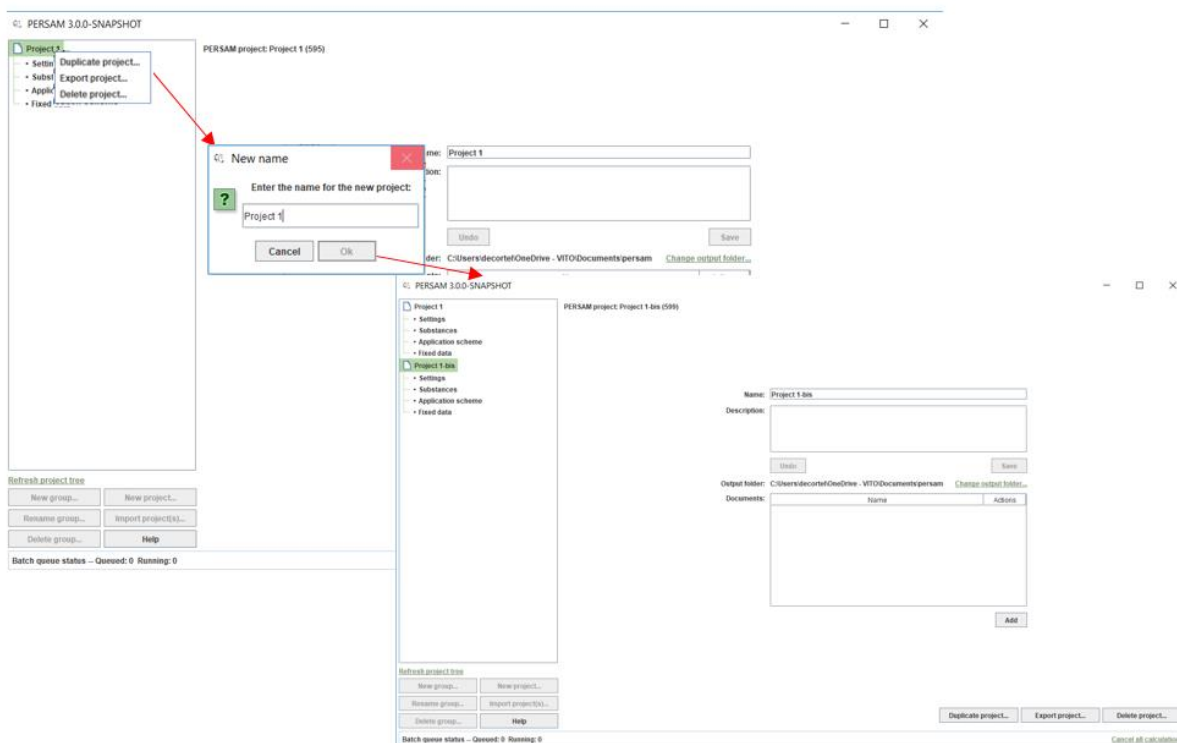 PERSAM 3.0.0-SNAPSHOT
Project 1
Duplicate project...
Export project...
Delete project...
PERSAM project: Project 1 (595)
New name
Enter the name for the new project:
Project 1
Cancel Ok
Project 1
Undo Save
C:\Users\decortel\OneDrive - VITO\Documents\persam Change output folder...
Refresh project tree
New group... New project...
Rename group... Import project(s)...
Delete group... Help
Batch queue status -- Queued: 0 Running: 0
PERSAM 3.0.0-SNAPSHOT
Project 1
• Settings
• Substances
• Application scheme
• Fixed data
Project 1-bis
• Settings
• Substances
• Application scheme
• Fixed data
PERSAM project: Project 1-bis (599)
Name: Project 1-bis
Description:
Undo Save
Output folder: C:\Users\decortel\OneDrive - VITO\Documents\persam Change output folder...
Documents: Name Actions
Add
Refresh project tree
New group... New project...
Rename group... Import project(s)...
Delete group... Help
Duplicate project... Export project... Delete project...
Batch queue status -- Queued: 0 Running: 0
Cancel all calculation